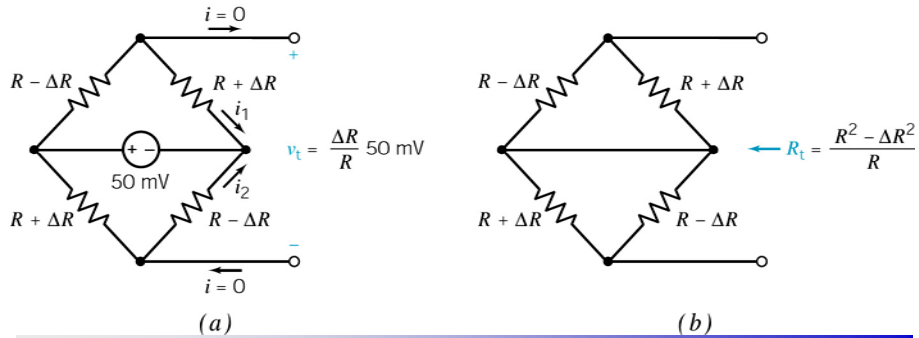 i = 0
+
R − ΔR
R + ΔR
i₁
+ −
50 mV
vt = ΔR/R 50 mV
i₂
R + ΔR
R − ΔR
−
i = 0
(a)
R − ΔR
R + ΔR
Rt = R² − ΔR²/R
R + ΔR
R − ΔR
(b)